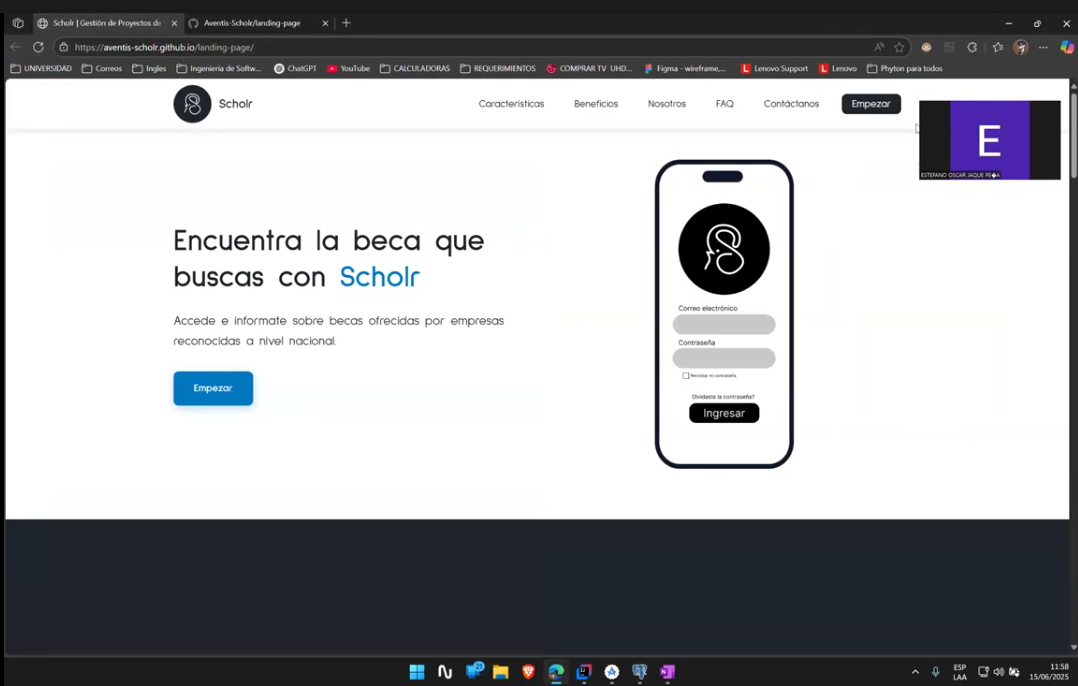 Scholr | Gestión de Proyectos de
Aventis-Scholr/landing-page
https://aventis-scholr.github.io/landing-page/
UNIVERSIDAD
Correos
Ingles
Ingenieria de Softw...
ChatGPT
YouTube
CALCULADORAS
REQUERIMIENTOS
COMPRAR TV UHD...
Figma - wireframe,...
Lenovo Support
Lenovo
Phyton para todos
Scholr
Características
Beneficios
Nosotros
FAQ
Contáctanos
Empezar
E
ESTEFANO OSCAR JAQUE PE�A
Encuentra la beca que
buscas con Scholr
Accede e informate sobre becas ofrecidas por empresas
reconocidas a nivel nacional.
Empezar
Correo electrónico
Contraseña
Recordar mi contraseña
Olvidaste la contraseña?
Ingresar
21
ESP
LAA
11:58
15/06/2025